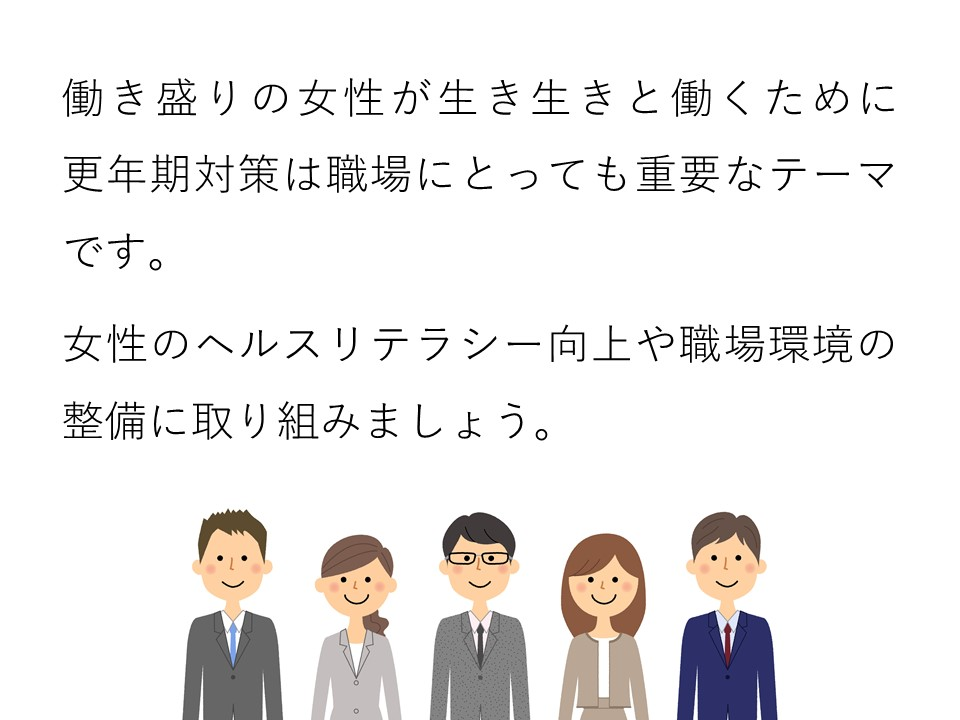 働き盛りの女性が生き生きと働くために
更年期対策は職場にとっても重要なテーマ
です。
女性のヘルスリテラシー向上や職場環境の
整備に取り組みましょう。